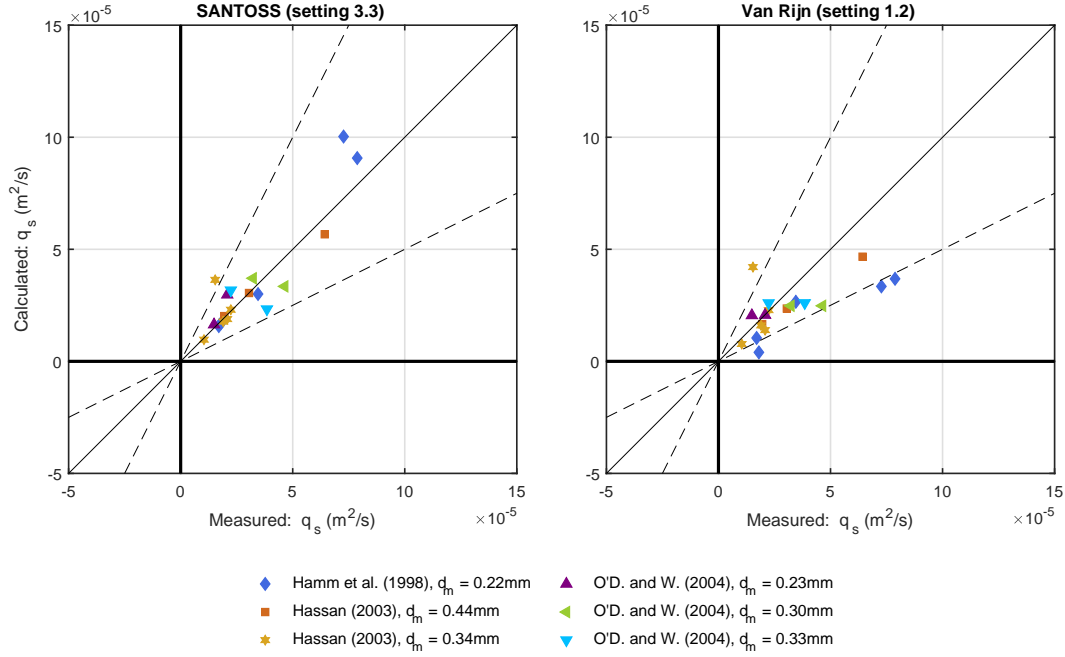 SANTOSS (setting 3.3)
×10⁻⁵
15
10
5
0
-5
Calculated: q_s (m²/s)
-5 0 5 10 15
Measured: q_s (m²/s)
×10⁻⁵
Van Rijn (setting 1.2)
×10⁻⁵
15
10
5
0
-5
-5 0 5 10 15
Measured: q_s (m²/s)
×10⁻⁵
Hamm et al. (1998), d_m = 0.22mm
Hassan (2003), d_m = 0.44mm
Hassan (2003), d_m = 0.34mm
O'D. and W. (2004), d_m = 0.23mm
O'D. and W. (2004), d_m = 0.30mm
O'D. and W. (2004), d_m = 0.33mm